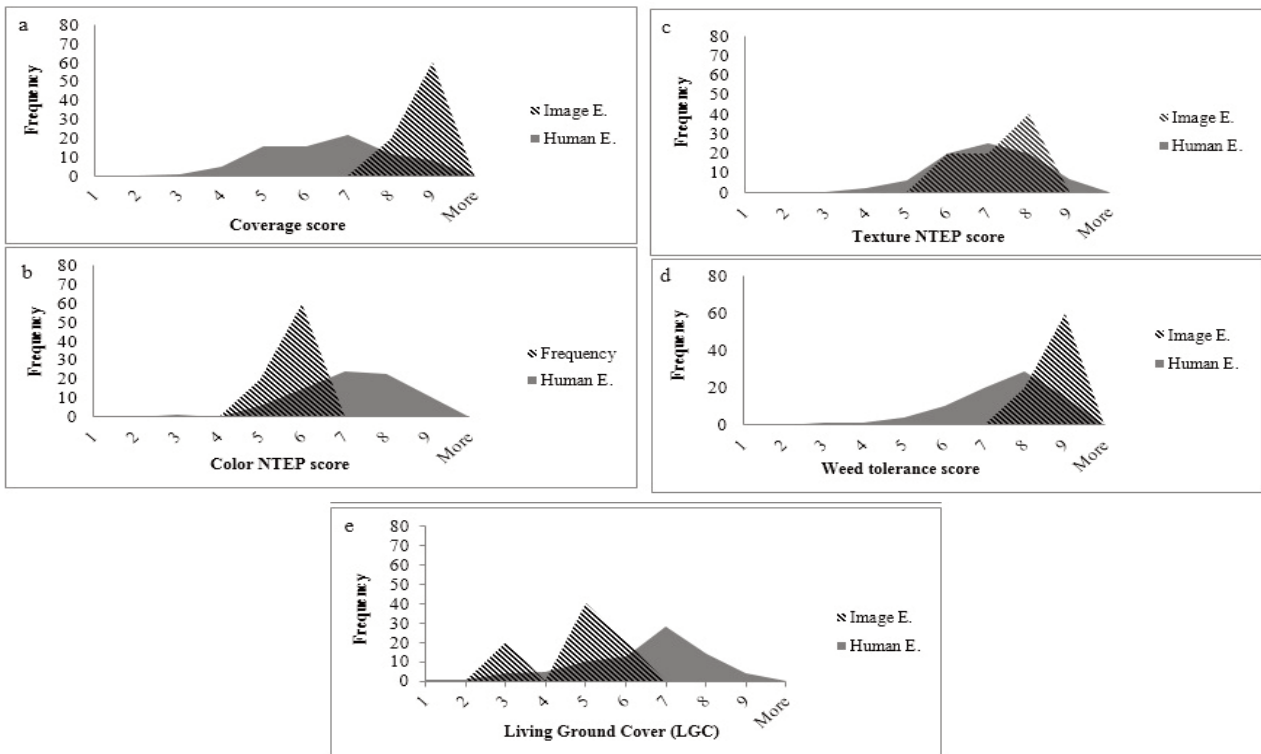 a
80
70
60
50
40
30
20
10
0
Frequency
1 2 3 4 5 6 7 8 9 More
Coverage score
Image E.
Human E.
c
80
70
60
50
40
30
20
10
0
Frequency
1 2 3 4 5 6 7 8 9 More
Texture NTEP score
Image E.
Human E.
b
80
70
60
50
40
30
20
10
0
Frequency
1 2 3 4 5 6 7 8 9 More
Color NTEP score
Frequency
Human E.
d
80
60
40
20
0
Frequency
1 2 3 4 5 6 7 8 9 More
Weed tolerance score
Image E.
Human E.
e
80
70
60
50
40
30
20
10
0
Frequency
1 2 3 4 5 6 7 8 9 More
Living Ground Cover (LGC)
Image E.
Human E.